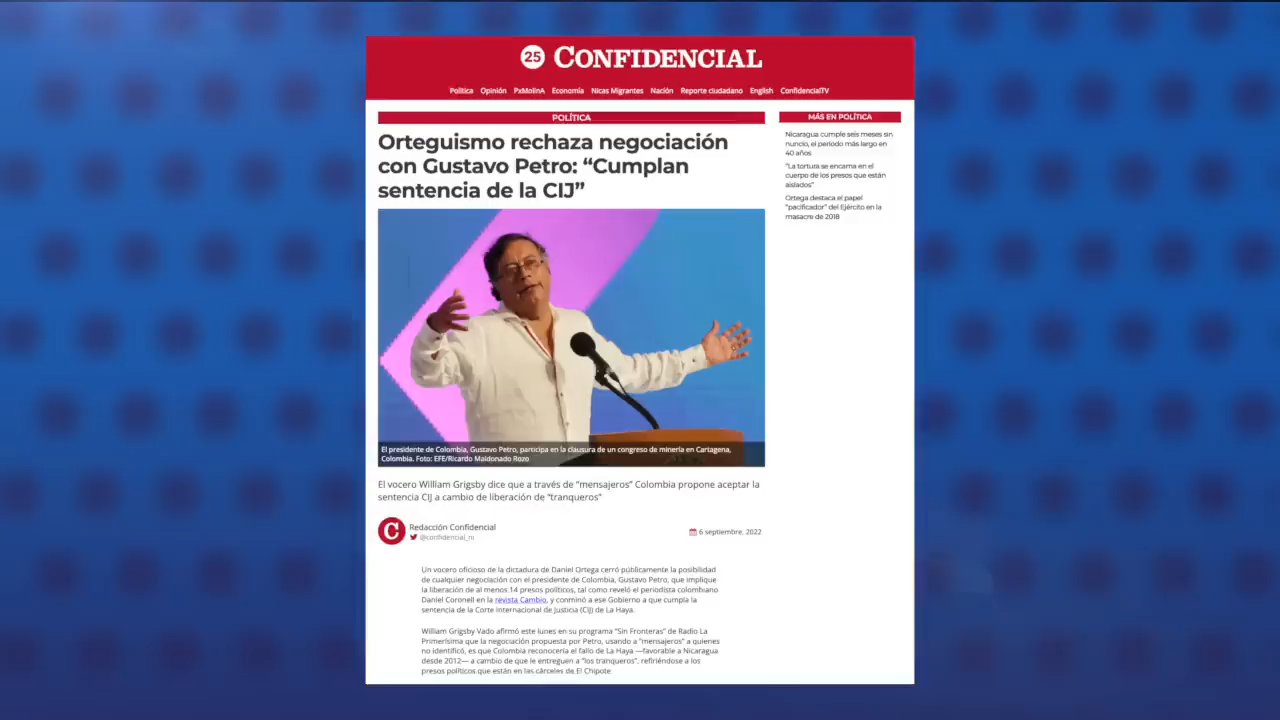 25 CONFIDENCIAL
Política Opinión PxMolinA Economía Nicas Migrantes Nación Reporte ciudadano English ConfidencialTV
POLÍTICA
Orteguismo rechaza negociación
con Gustavo Petro: “Cumplan
sentencia de la CIJ”
El presidente de Colombia, Gustavo Petro, participa en la clausura de un congreso de minería en Cartagena,
Colombia. Foto: EFE/Ricardo Maldonado Rozo
El vocero William Grigsby dice que a través de “mensajeros” Colombia propone aceptar la
sentencia CIJ a cambio de liberación de “tranqueros”
C
Redacción Confidencial
@confidencial_ni
6 septiembre, 2022
Un vocero oficioso de la dictadura de Daniel Ortega cerró públicamente la posibilidad
de cualquier negociación con el presidente de Colombia, Gustavo Petro, que implique
la liberación de al menos 14 presos políticos, tal como reveló el periodista colombiano
Daniel Coronell en la revista Cambio, y conminó a ese Gobierno a que cumpla la
sentencia de la Corte Internacional de Justicia (CIJ) de La Haya.
William Grigsby Vado afirmó este lunes en su programa “Sin Fronteras” de Radio La
Primerísima que la negociación propuesta por Petro, usando a “mensajeros” a quienes
no identificó, es que Colombia reconocería el fallo de La Haya —favorable a Nicaragua
desde 2012— a cambio de que le entreguen a “los tranqueros”, refiriéndose a los
presos políticos que están en las cárceles de El Chipote.
MÁS EN POLÍTICA
Nicaragua cumple seis meses sin
nuncio, el periodo más largo en
40 años
“La tortura se encarna en el
cuerpo de los presos que están
aislados”
Ortega destaca el papel
“pacificador” del Ejército en la
masacre de 2018